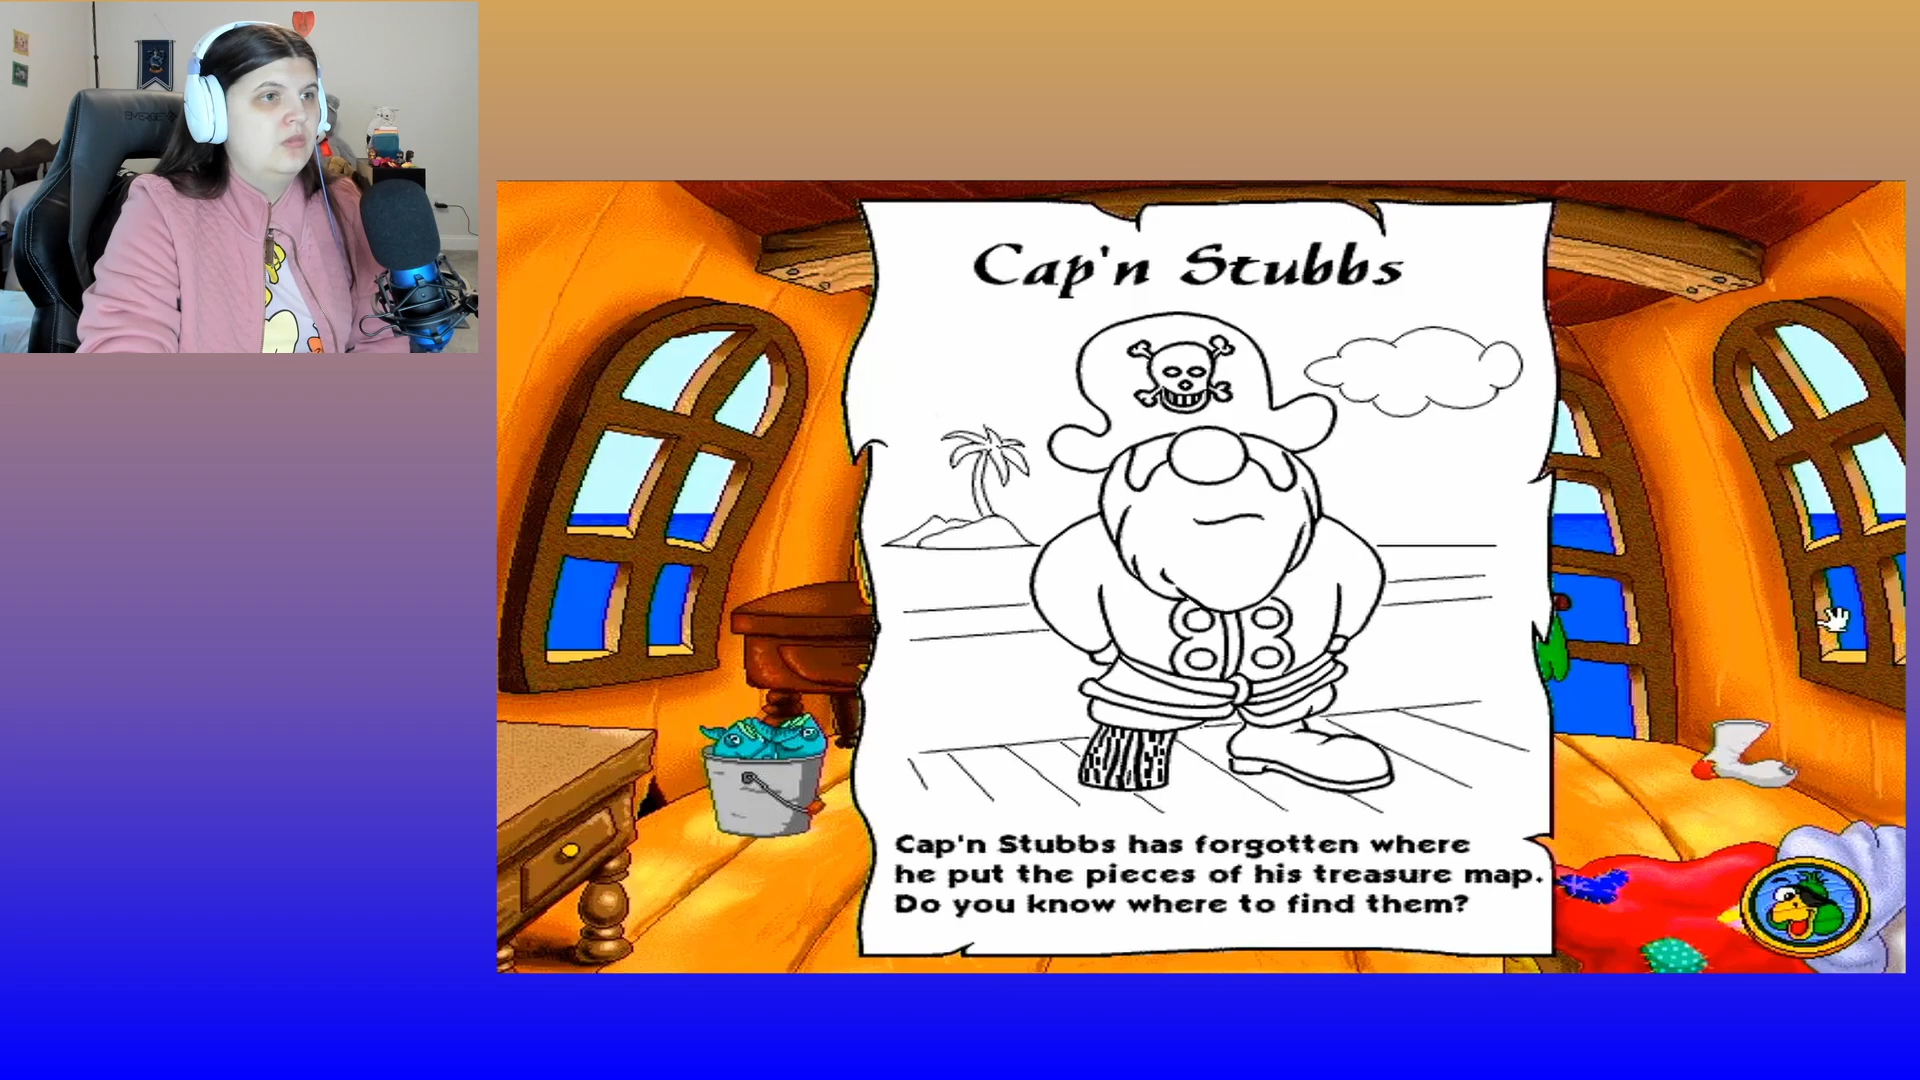 Cap'n Stubbs
Cap'n Stubbs has forgotten where
he put the pieces of his treasure map.
Do you know where to find them?